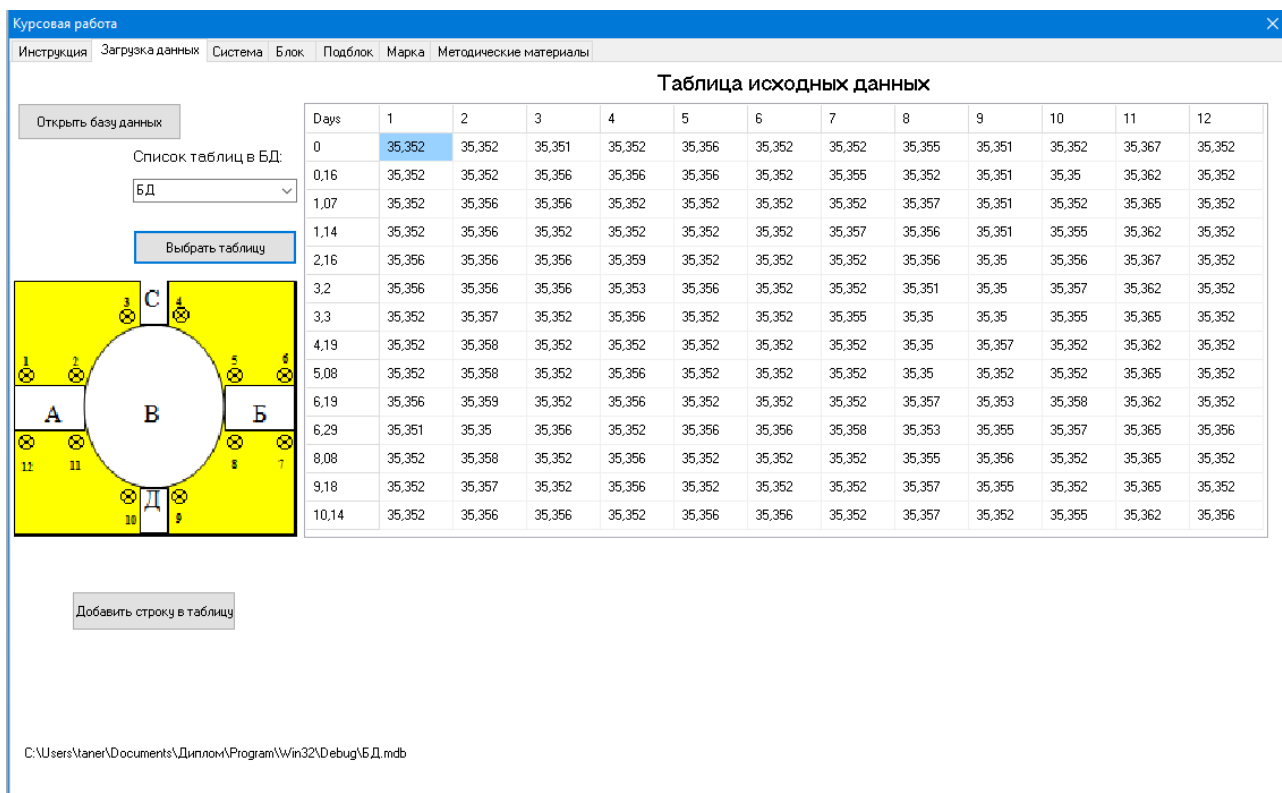 Курсовая работа
Инструкция Загрузка данных Система Блок Подблок Марка Методические материалы
Таблица исходных данных
Открыть базу данных
Список таблиц в БД:
БД
Выбрать таблицу
Days 1 2 3 4 5 6 7 8 9 10 11 12
0 35,352 35,352 35,351 35,352 35,356 35,352 35,352 35,355 35,351 35,352 35,367 35,352
0,16 35,352 35,352 35,356 35,356 35,356 35,352 35,355 35,352 35,351 35,35 35,362 35,352
1,07 35,352 35,356 35,356 35,352 35,352 35,352 35,352 35,357 35,351 35,352 35,365 35,352
1,14 35,352 35,356 35,352 35,352 35,352 35,352 35,357 35,356 35,351 35,355 35,362 35,352
2,16 35,356 35,356 35,356 35,359 35,352 35,352 35,352 35,356 35,35 35,356 35,367 35,352
3,2 35,356 35,356 35,356 35,353 35,356 35,352 35,352 35,351 35,35 35,357 35,362 35,352
3,3 35,352 35,357 35,352 35,356 35,352 35,352 35,355 35,35 35,35 35,355 35,365 35,352
4,19 35,352 35,358 35,352 35,352 35,352 35,352 35,352 35,35 35,357 35,352 35,362 35,352
5,08 35,352 35,358 35,352 35,356 35,352 35,352 35,352 35,35 35,352 35,352 35,365 35,352
6,19 35,356 35,359 35,352 35,356 35,352 35,352 35,352 35,357 35,353 35,358 35,362 35,352
6,29 35,351 35,35 35,356 35,352 35,356 35,356 35,358 35,353 35,355 35,357 35,365 35,356
8,08 35,352 35,358 35,352 35,356 35,352 35,352 35,352 35,355 35,356 35,352 35,365 35,352
9,18 35,352 35,357 35,352 35,356 35,352 35,352 35,352 35,357 35,355 35,352 35,365 35,352
10,14 35,352 35,356 35,356 35,352 35,356 35,356 35,352 35,357 35,352 35,355 35,362 35,356
3 С 4
1 2 5 6
А В Б
12 11 8 7
10 Д 9
Добавить строку в таблицу
C:\Users\taner\Documents\Диплом\Program\Win32\Debug\БД.mdb